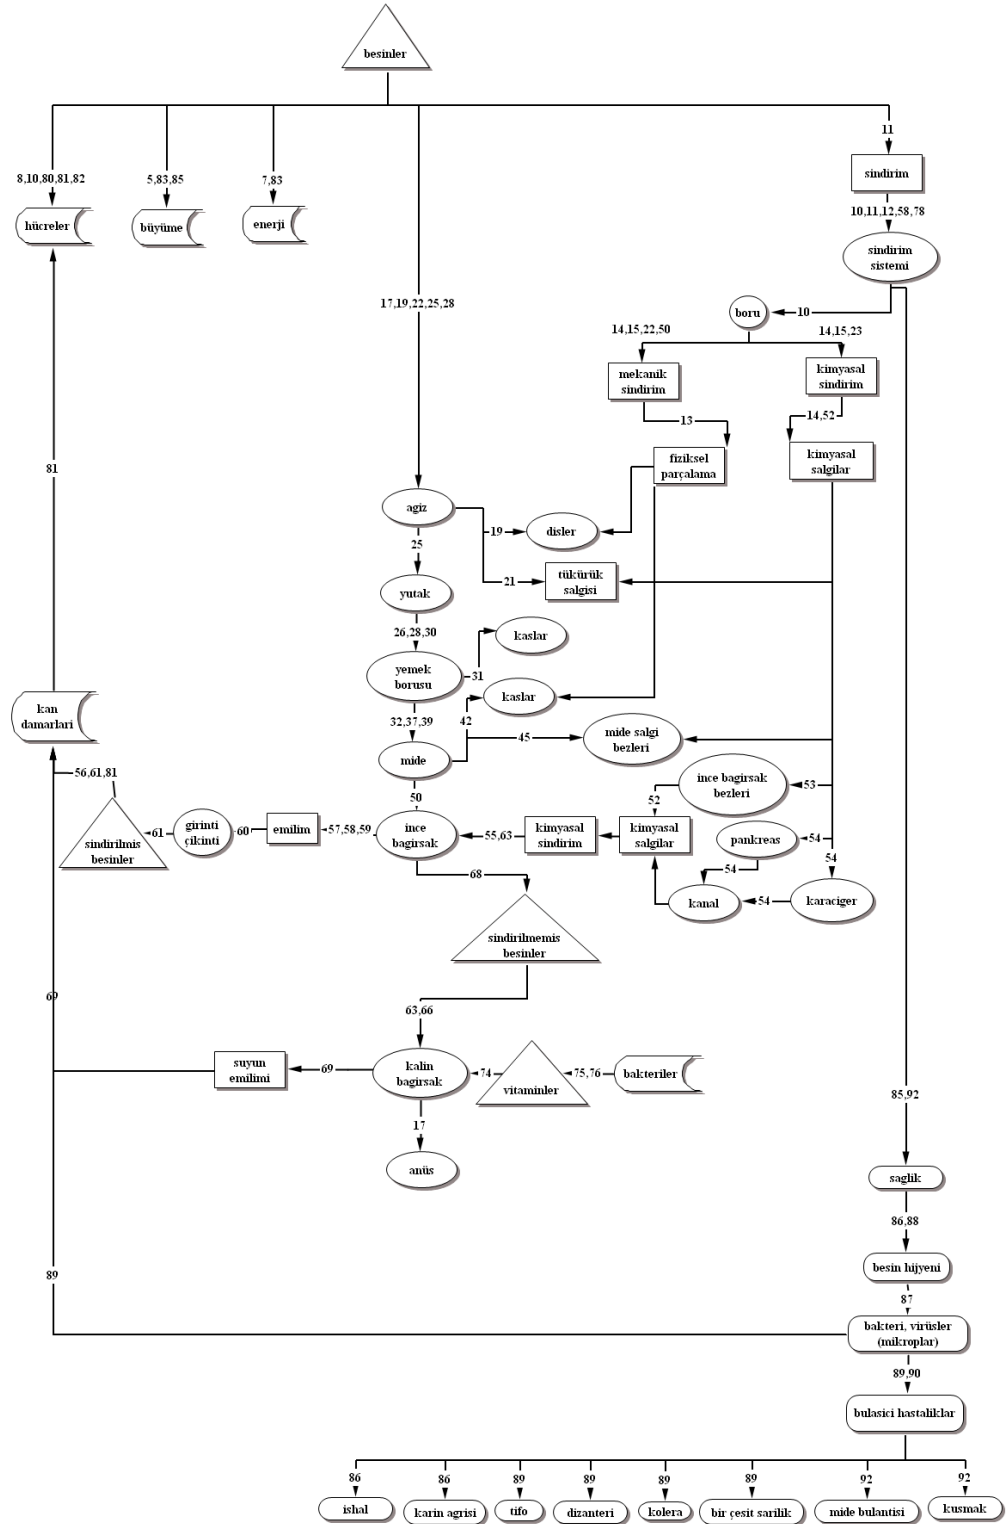 besinler
11
8,10,80,81,82
5,83,85
7,83
sindirim
10,11,12,58,78
hücreler
büyüme
enerji
sindirim
sistemi
17,19,22,25,28
boru
10
14,15,22,50
14,15,23
mekanik
sindirim
kimyasal
sindirim
13
14,52
81
fiziksel
parçalama
kimyasal
salgilar
agiz
19
disler
25
21
tükürük
salgisi
yutak
26,28,30
kaslar
yemek
borusu
31
kaslar
kan
damarlari
32,37,39
42
45
mide salgi
bezleri
mide
56,61,81
50
ince bagirsak
bezleri
53
52
sindirilmis
besinler
61
girinti
çikinti
60
emilim
57,58,59
ince
bagirsak
55,63
kimyasal
sindirim
kimyasal
salgilar
pankreas
54
54
54
68
kanal
54
karaciger
sindirilmemis
besinler
69
63,66
suyun
emilimi
69
kalin
bagirsak
74
vitaminler
75,76
bakteriler
85,92
17
anüs
saglik
86,88
besin hijyeni
89
87
bakteri, virüsler
(mikroplar)
89,90
bulasici hastaliklar
86
86
89
89
89
89
92
92
ishal
karin agrisi
tifo
dizanteri
kolera
bir çesit sarilik
mide bulantisi
kusmak